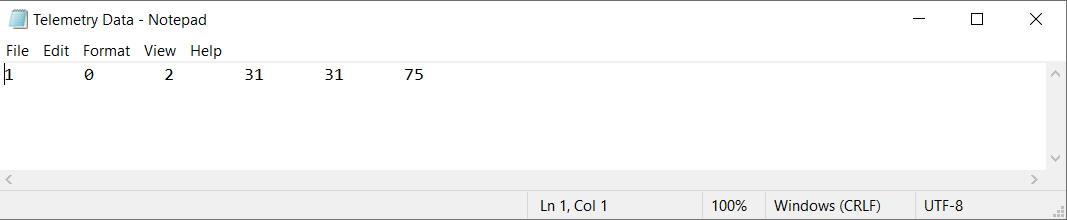 Telemetry Data - Notepad
File Edit Format View Help
1 0 2 31 31 75
Ln 1, Col 1 100% Windows (CRLF) UTF-8